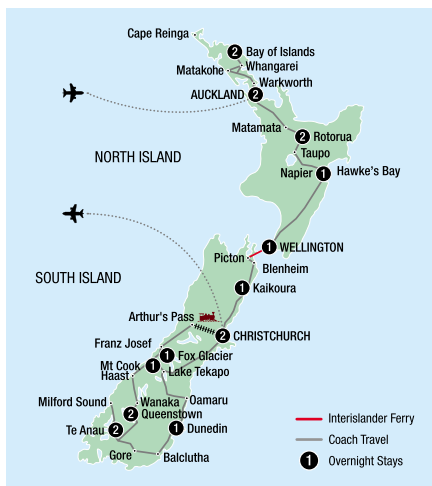 Cape Reinga
2 Bay of Islands
Whangarei
Matakohe
Warkworth
AUCKLAND 2
Matamata
2 Rotorua
Taupo
Napier 1 Hawke's Bay
NORTH ISLAND
1 WELLINGTON
Picton
Blenheim
SOUTH ISLAND
1 Kaikoura
Arthur's Pass
2 CHRISTCHURCH
Franz Josef
1 Fox Glacier
Mt Cook 1
Lake Tekapo
Haast
Milford Sound
Wanaka
Oamaru
2 Queenstown
Te Anau 2
1 Dunedin
Gore
Balclutha
Interislander Ferry
Coach Travel
1 Overnight Stays